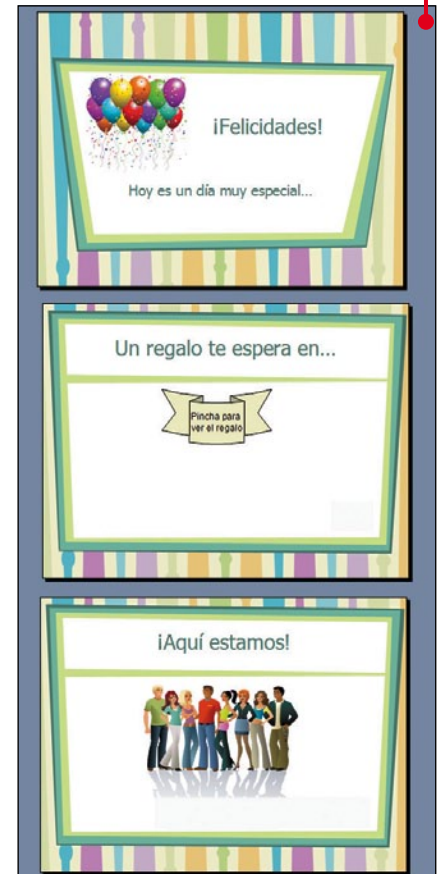 ¡Felicidades!
Hoy es un día muy especial...
Un regalo te espera en...
Pincha para
ver el regalo
¡Aquí estamos!